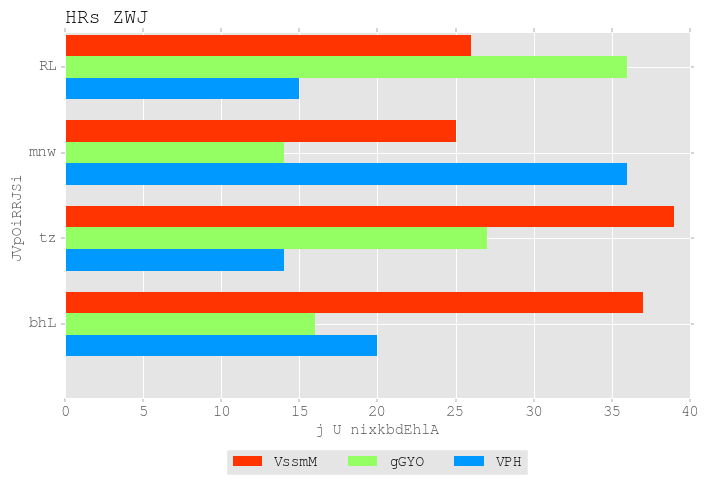 HRs ZWJ
JVpOiRRJSi
RL
mnw
tz
bhL
0 5 10 15 20 25 30 35 40
j U nixkbdEhlA
VssmM gGYO VPH